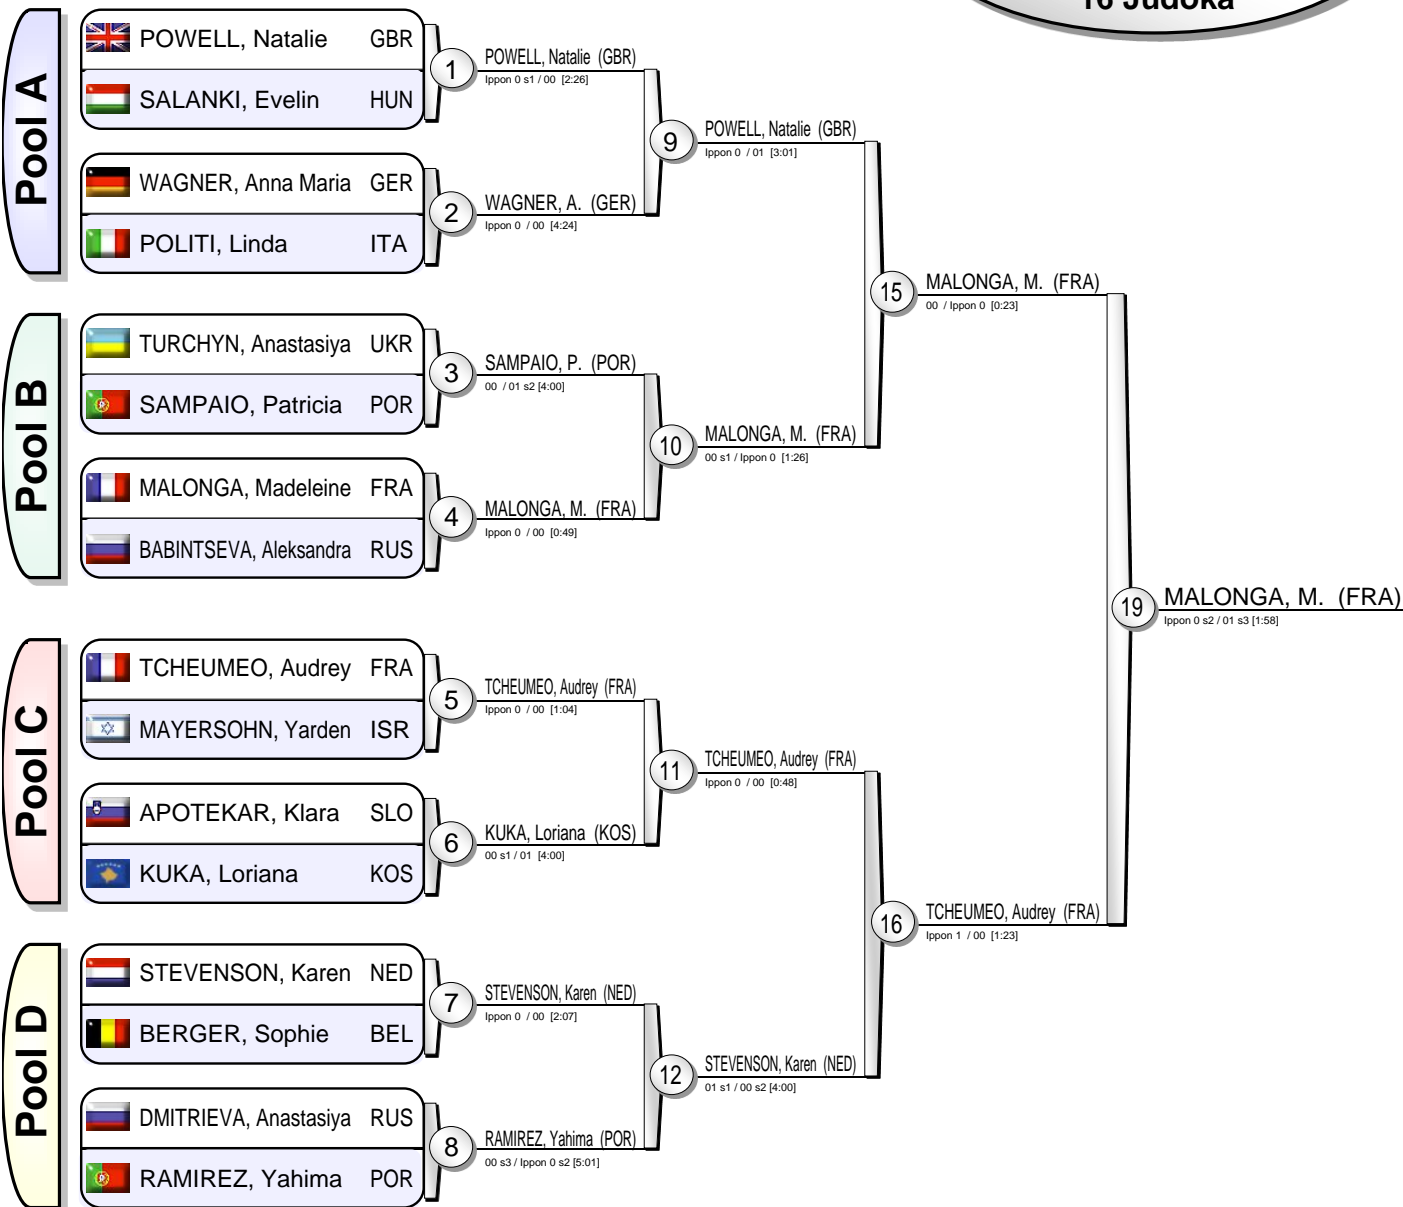 16 Judoka
Pool A
POWELL, Natalie GBR
SALANKI, Evelin HUN
WAGNER, Anna Maria GER
POLITI, Linda ITA
Pool B
TURCHYN, Anastasiya UKR
SAMPAIO, Patricia POR
MALONGA, Madeleine FRA
BABINTSEVA, Aleksandra RUS
Pool C
TCHEUMEO, Audrey FRA
MAYERSOHN, Yarden ISR
APOTEKAR, Klara SLO
KUKA, Loriana KOS
Pool D
STEVENSON, Karen NED
BERGER, Sophie BEL
DMITRIEVA, Anastasiya RUS
RAMIREZ, Yahima POR
1 POWELL, Natalie (GBR)
Ippon 0 s1 / 00 [2:26]
2 WAGNER, A. (GER)
Ippon 0 / 00 [4:24]
3 SAMPAIO, P. (POR)
00 / 01 s2 [4:00]
4 MALONGA, M. (FRA)
Ippon 0 / 00 [0:49]
5 TCHEUMEO, Audrey (FRA)
Ippon 0 / 00 [1:04]
6 KUKA, Loriana (KOS)
00 s1 / 01 [4:00]
7 STEVENSON, Karen (NED)
Ippon 0 / 00 [2:07]
8 RAMIREZ, Yahima (POR)
00 s3 / Ippon 0 s2 [5:01]
9 POWELL, Natalie (GBR)
Ippon 0 / 01 [3:01]
10 MALONGA, M. (FRA)
00 s1 / Ippon 0 [1:26]
11 TCHEUMEO, Audrey (FRA)
Ippon 0 / 00 [0:48]
12 STEVENSON, Karen (NED)
01 s1 / 00 s2 [4:00]
15 MALONGA, M. (FRA)
00 / Ippon 0 [0:23]
16 TCHEUMEO, Audrey (FRA)
Ippon 1 / 00 [1:23]
19 MALONGA, M. (FRA)
Ippon 0 s2 / 01 s3 [1:58]